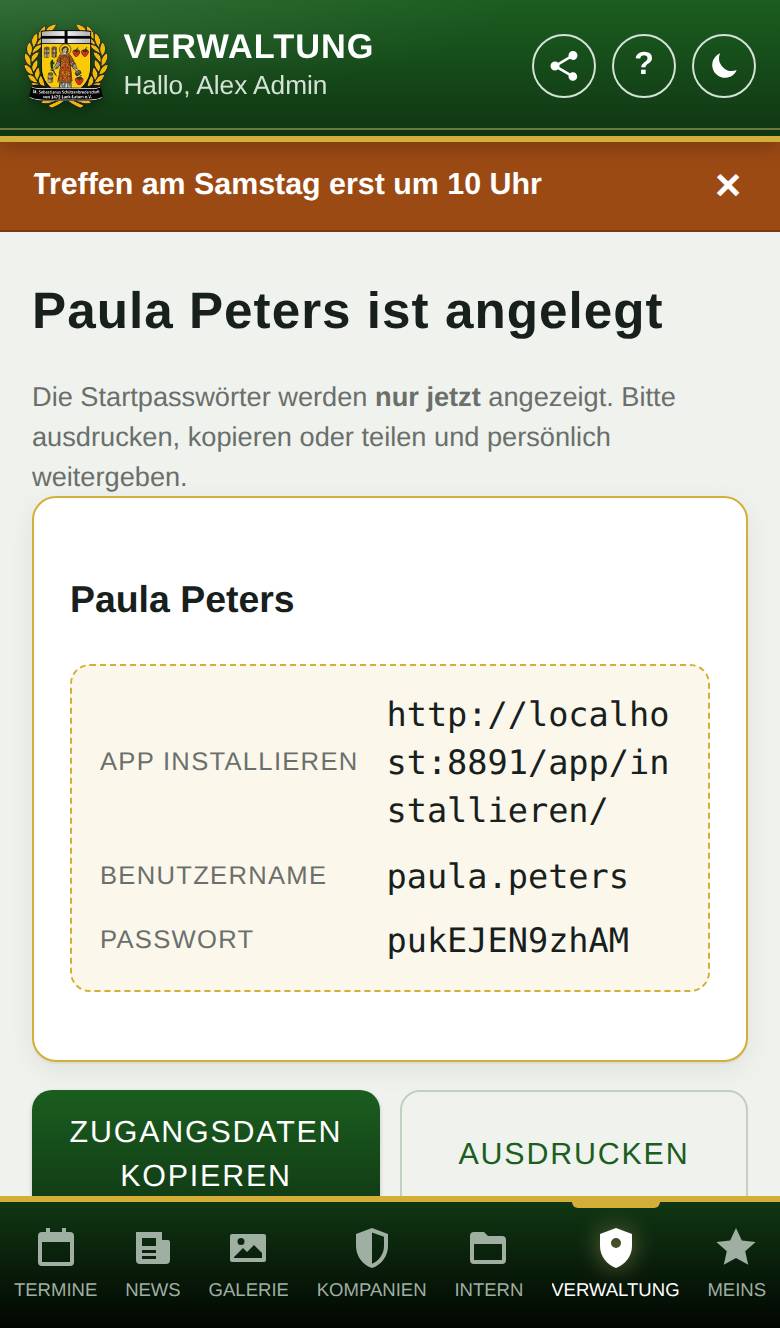 VERWALTUNG
Hallo, Alex Admin
?
Treffen am Samstag erst um 10 Uhr
×
Paula Peters ist angelegt
Die Startpasswörter werden nur jetzt angezeigt. Bitte
ausdrucken, kopieren oder teilen und persönlich
weitergeben.
Paula Peters
APP INSTALLIEREN
http://localho
st:8891/app/in
stallieren/
BENUTZERNAME paula.peters
PASSWORT pukEJEN9zhAM
ZUGANGSDATEN
KOPIEREN
AUSDRUCKEN
TERMINE NEWS GALERIE KOMPANIEN INTERN VERWALTUNG MEINS